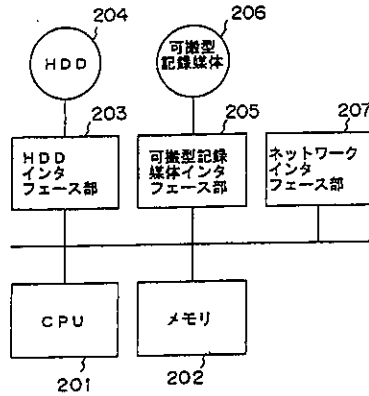 204
206
HDD
可搬型
記録媒体
203
205
207
HDD
インタ
フェース部
可搬型記録
媒体インタ
フェース部
ネットワーク
インタ
フェース部
CPU
メモリ
201
202